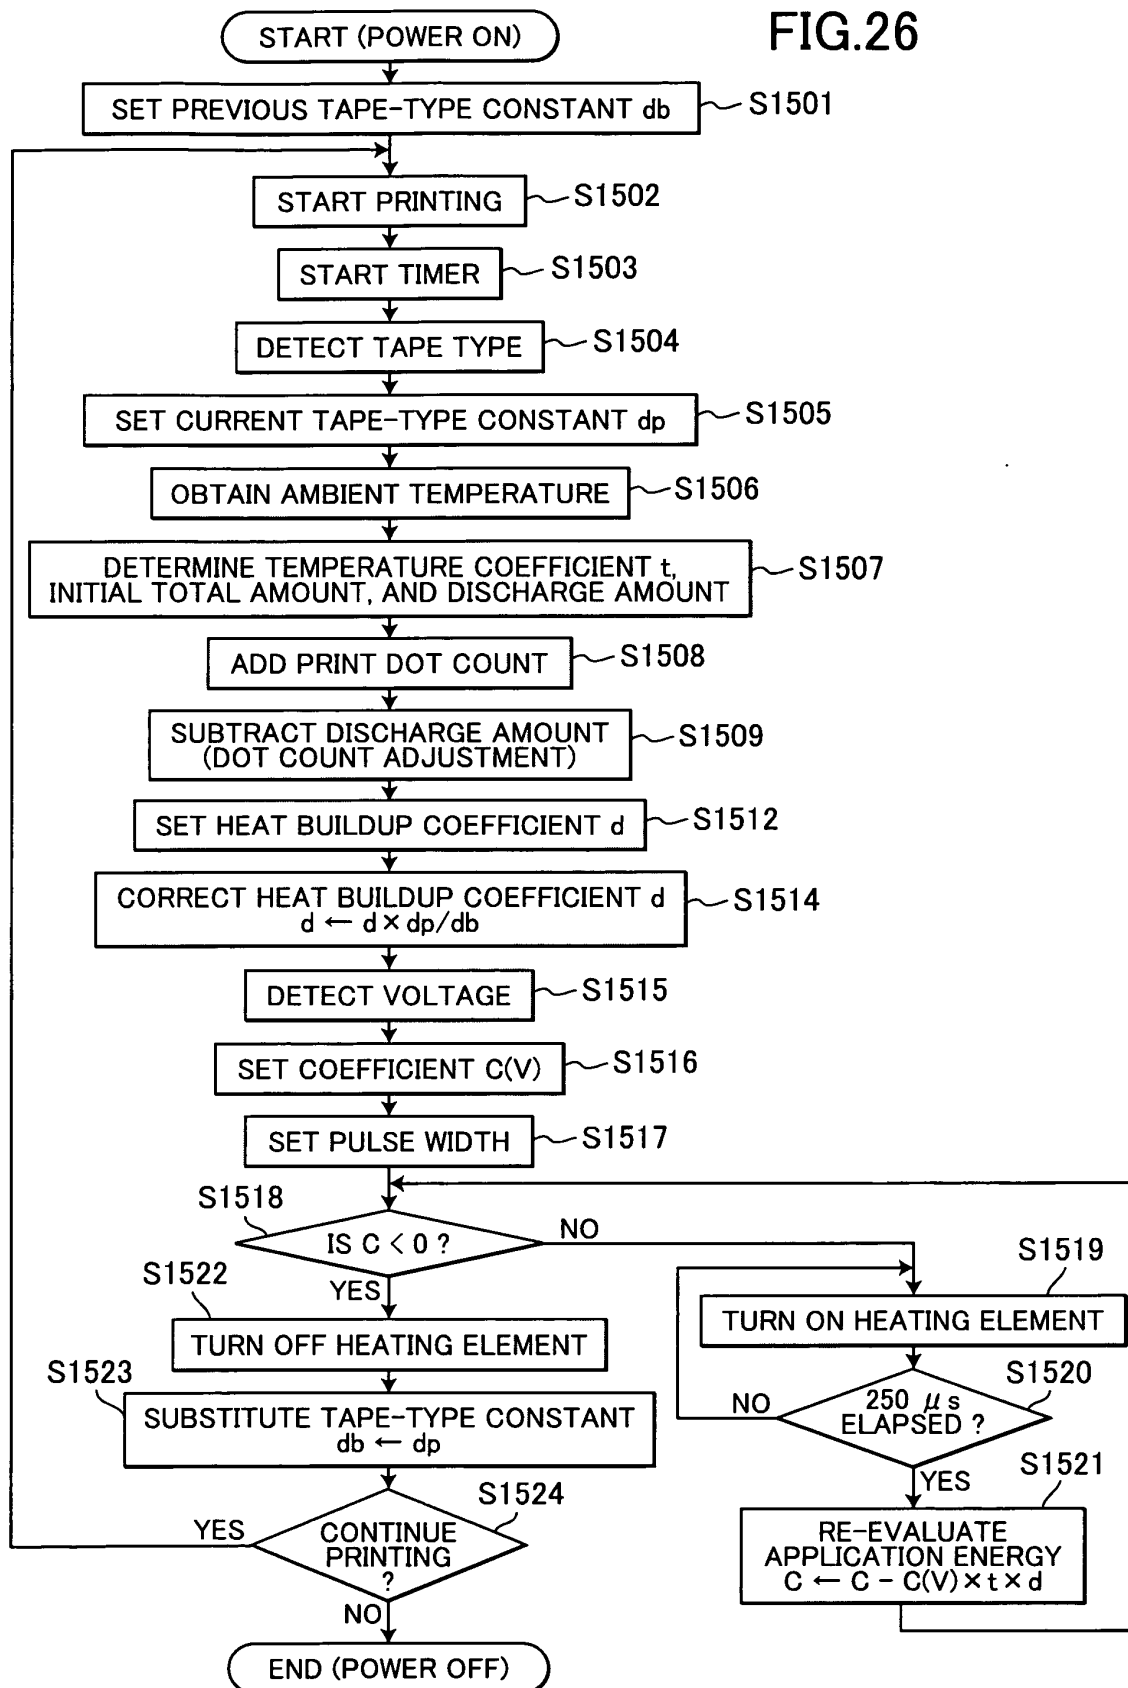 FIG.26
START (POWER ON)
SET PREVIOUS TAPE-TYPE CONSTANT db
S1501
START PRINTING
S1502
START TIMER
S1503
DETECT TAPE TYPE
S1504
SET CURRENT TAPE-TYPE CONSTANT dp
S1505
OBTAIN AMBIENT TEMPERATURE
S1506
DETERMINE TEMPERATURE COEFFICIENT t,
INITIAL TOTAL AMOUNT, AND DISCHARGE AMOUNT
S1507
ADD PRINT DOT COUNT
S1508
SUBTRACT DISCHARGE AMOUNT
(DOT COUNT ADJUSTMENT)
S1509
SET HEAT BUILDUP COEFFICIENT d
S1512
CORRECT HEAT BUILDUP COEFFICIENT d
d ← d × dp/db
S1514
DETECT VOLTAGE
S1515
SET COEFFICIENT C(V)
S1516
SET PULSE WIDTH
S1517
S1518
IS C < 0 ?
NO
YES
S1519
TURN ON HEATING ELEMENT
S1520
250 μs
ELAPSED ?
NO
YES
S1521
RE-EVALUATE
APPLICATION ENERGY
C ← C - C(V) × t × d
S1522
TURN OFF HEATING ELEMENT
S1523
SUBSTITUTE TAPE-TYPE CONSTANT
db ← dp
S1524
CONTINUE
PRINTING
?
YES
NO
END (POWER OFF)